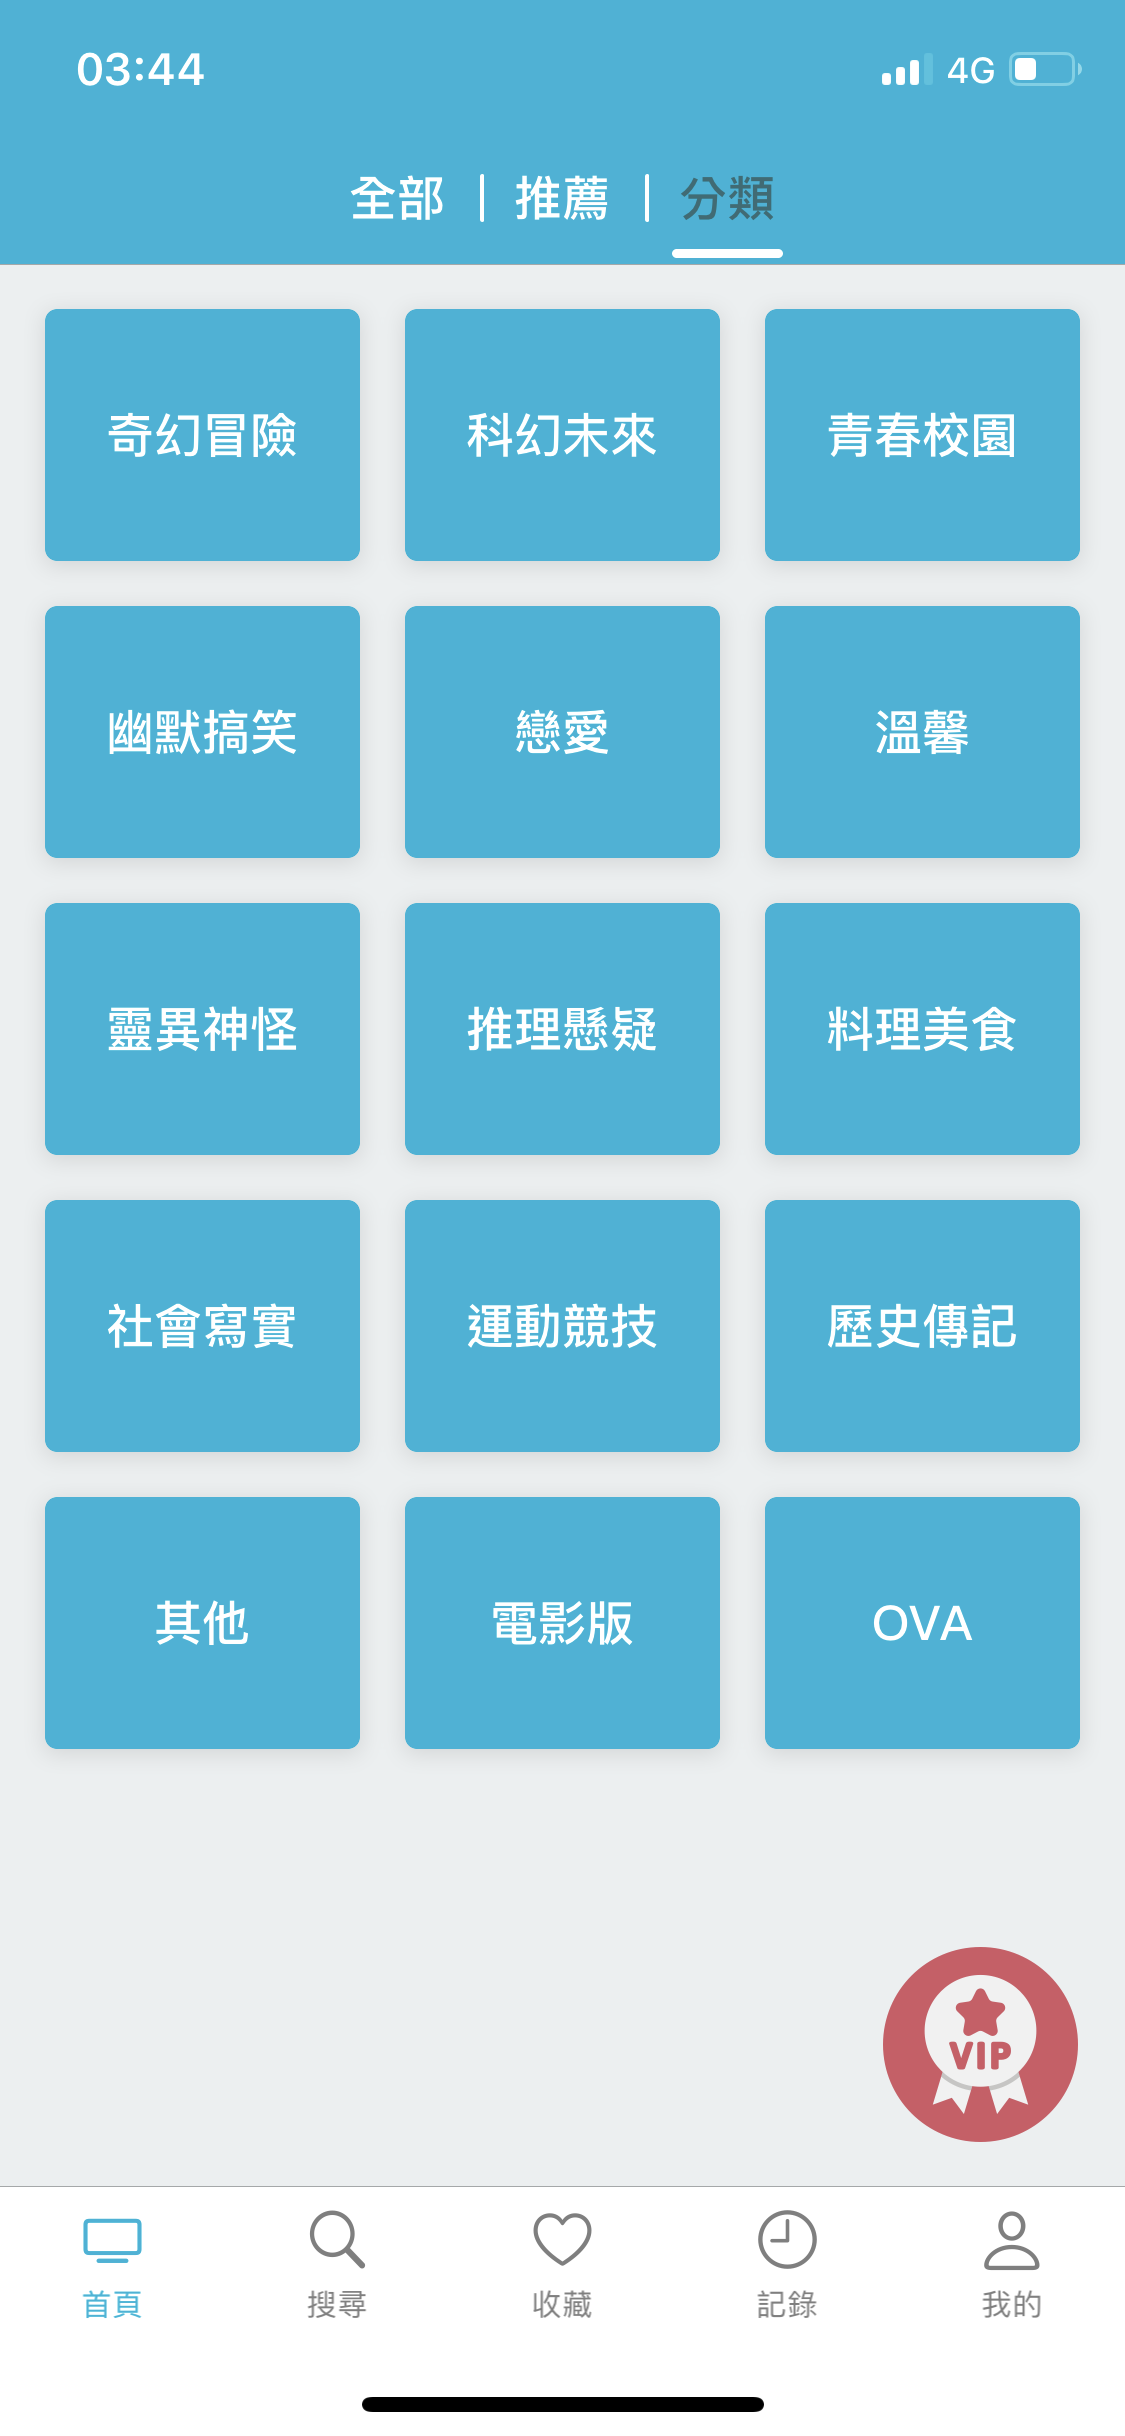 03:44 4G
全部 | 推薦 | 分類
奇幻冒險 科幻未來 青春校園
幽默搞笑 戀愛 溫馨
靈異神怪 推理懸疑 料理美食
社會寫實 運動競技 歷史傳記
其他 電影版 OVA
VIP
首頁 搜尋 收藏 記錄 我的